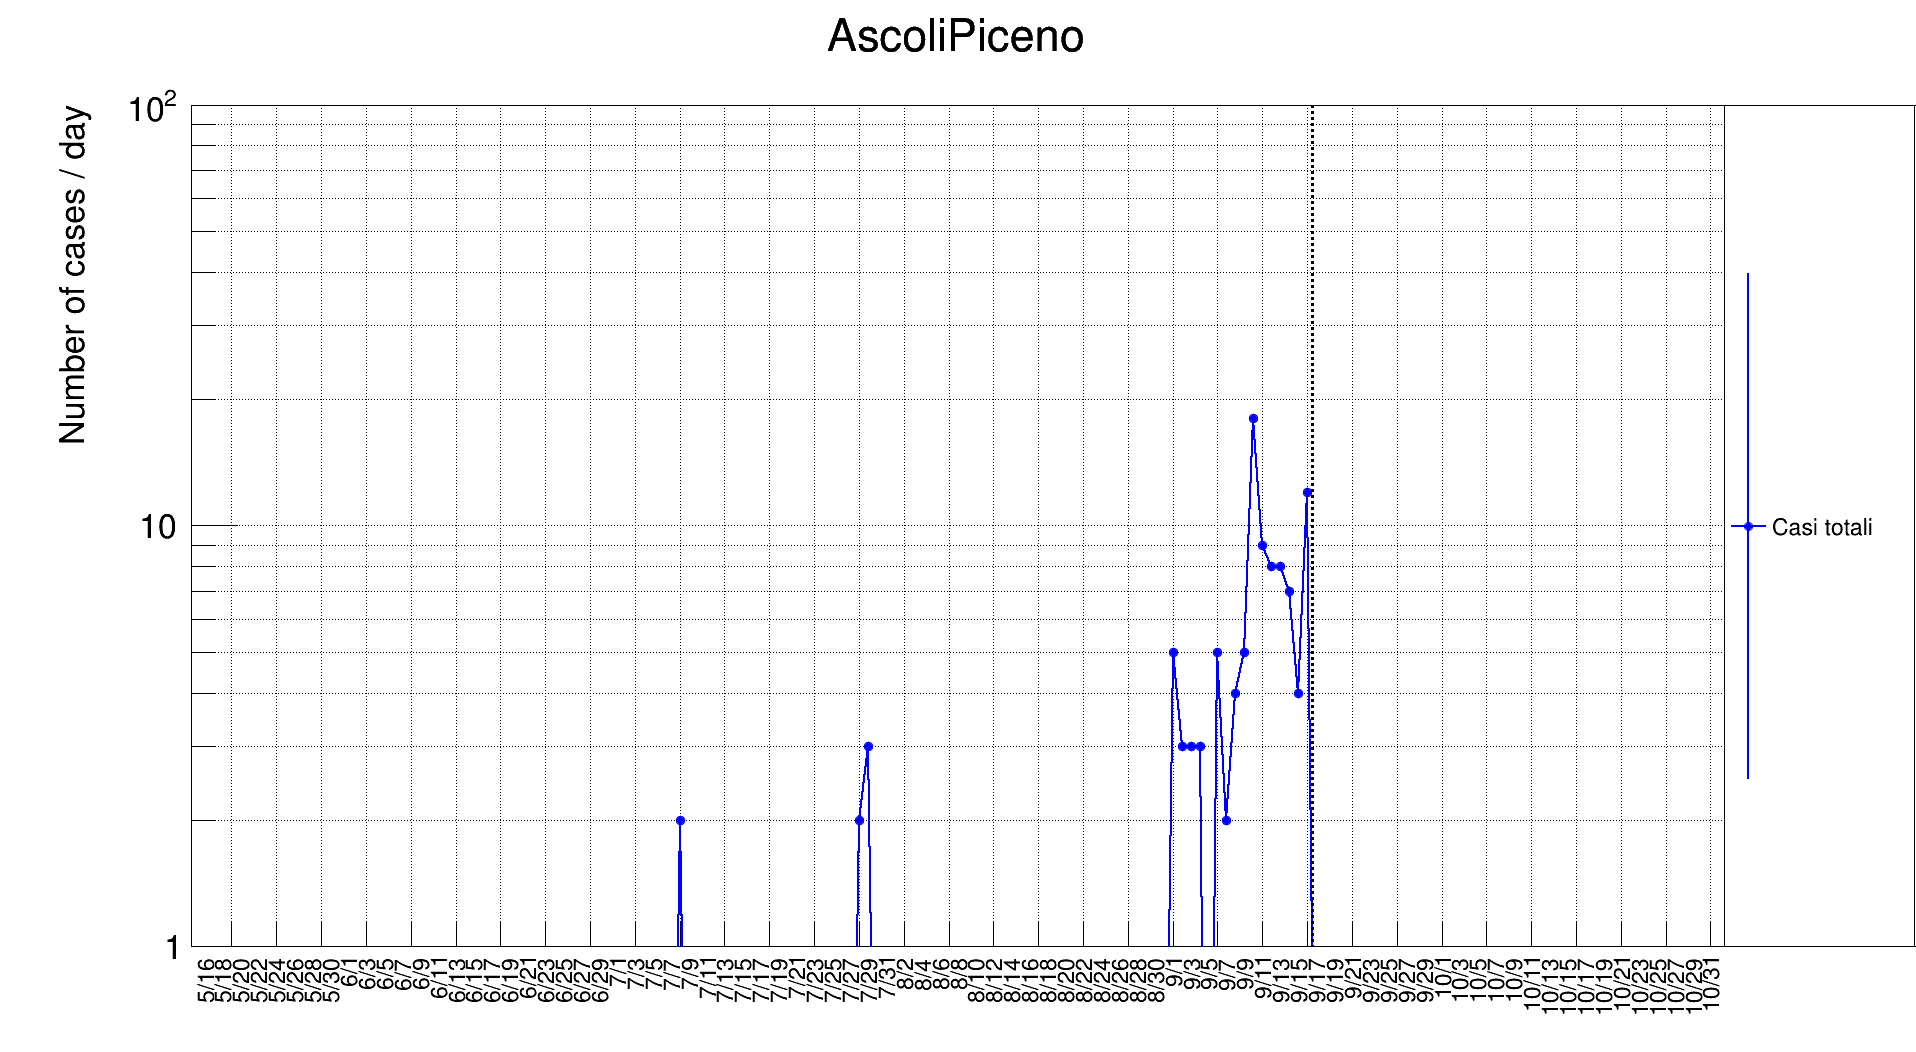 AscoliPiceno
Number of cases / day
10²
10
1
5/16 5/18 5/20 5/22 5/24 5/26 5/28 5/30 6/1 6/3 6/5 6/7 6/9 6/11 6/13 6/15 6/17 6/19 6/21 6/23 6/25 6/27 6/29 7/1 7/3 7/5 7/7 7/9 7/11 7/13 7/15 7/17 7/19 7/21 7/23 7/25 7/27 7/29 7/31 8/2 8/4 8/6 8/8 8/10 8/12 8/14 8/16 8/18 8/20 8/22 8/24 8/26 8/28 8/30 9/1 9/3 9/5 9/7 9/9 9/11 9/13 9/15 9/17 9/19 9/21 9/23 9/25 9/27 9/29 10/1 10/3 10/5 10/7 10/9 10/11 10/13 10/15 10/17 10/19 10/21 10/23 10/25 10/27 10/29 10/31
Casi totali